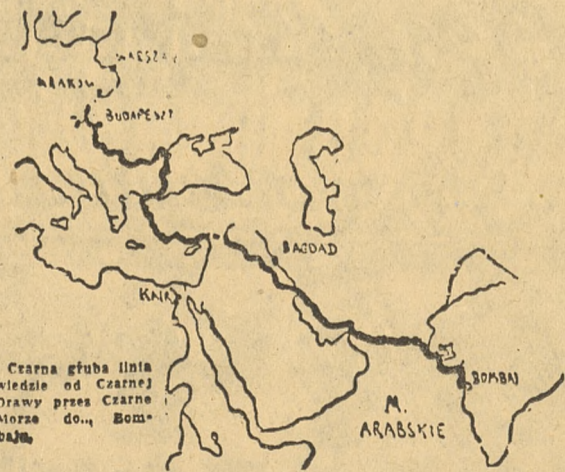 KRAKÓW
BUDAPESZT
BAGDAD
KAIR
BOMBAJ
M.
ARABSKIE
Czarna gruba linia
wiedzie od Czarnej
Orawy przez Czarne
Morze do... Bom-
baju.